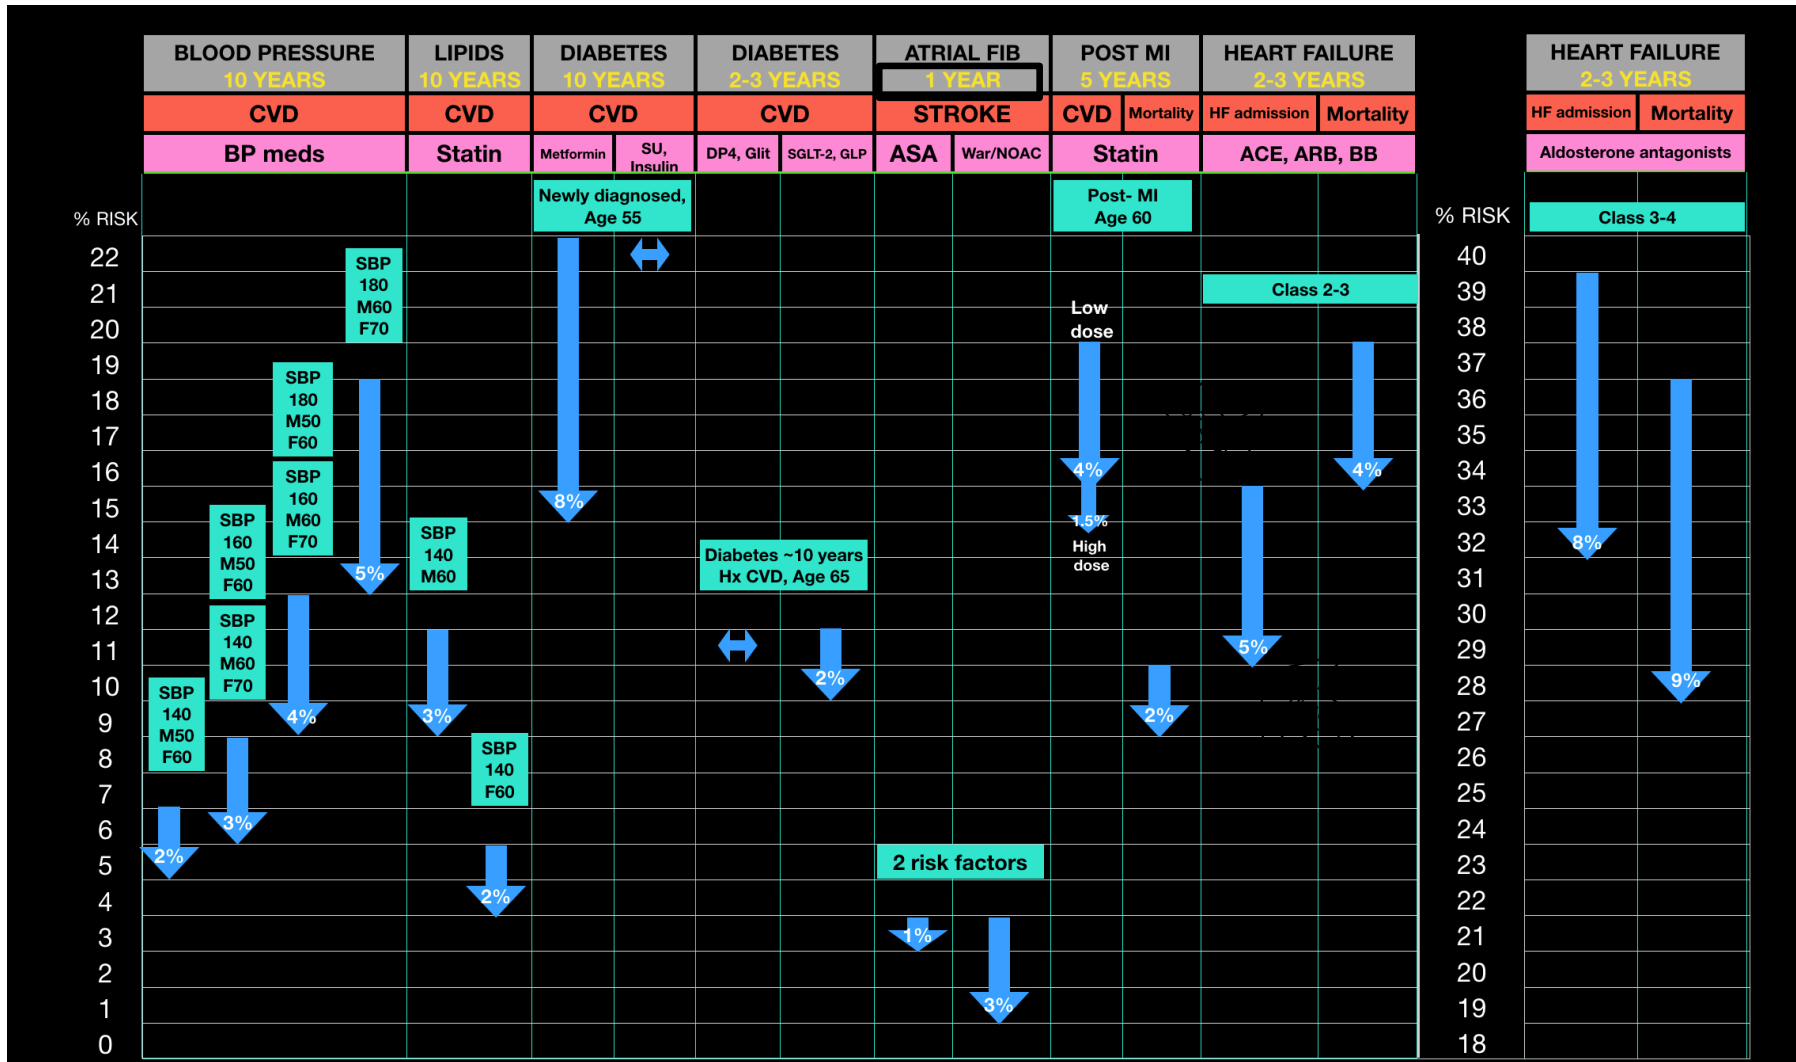 BLOOD PRESSURE
10 YEARS
LIPIDS
10 YEARS
DIABETES
10 YEARS
DIABETES
2-3 YEARS
ATRIAL FIB
1 YEAR
POST MI
5 YEARS
HEART FAILURE
2-3 YEARS
HEART FAILURE
2-3 YEARS
CVD
CVD
CVD
CVD
STROKE
CVD
Mortality
HF admission
Mortality
HF admission
Mortality
BP meds
Statin
Metformin
SU,
Insulin
DP4, Glit
SGLT-2, GLP
ASA
War/NOAC
Statin
ACE, ARB, BB
Aldosterone antagonists
% RISK
22
21
20
19
18
17
16
15
14
13
12
11
10
9
8
7
6
5
4
3
2
1
0
SBP
140
M50
F60
2%
SBP
160
M50
F60
SBP
140
M60
F70
3%
SBP
180
M50
F60
SBP
160
M60
F70
4%
SBP
180
M60
F70
5%
SBP
140
M60
3%
SBP
140
F60
2%
Newly diagnosed,
Age 55
8%
Diabetes ~10 years
Hx CVD, Age 65
2%
2 risk factors
1%
3%
Post- MI
Age 60
Low
dose
4%
1.5%
High
dose
2%
Class 2-3
5%
4%
% RISK
40
39
38
37
36
35
34
33
32
31
30
29
28
27
26
25
24
23
22
21
20
19
18
Class 3-4
8%
9%